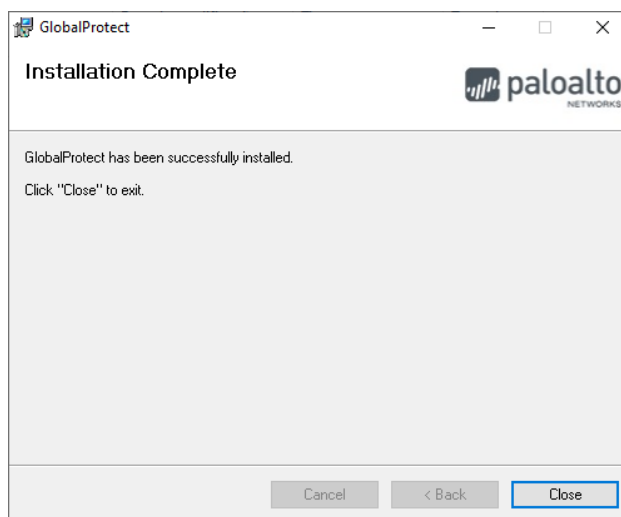 GlobalProtect
Installation Complete
paloalto
NETWORKS
GlobalProtect has been successfully installed.
Click "Close" to exit.
Cancel
< Back
Close